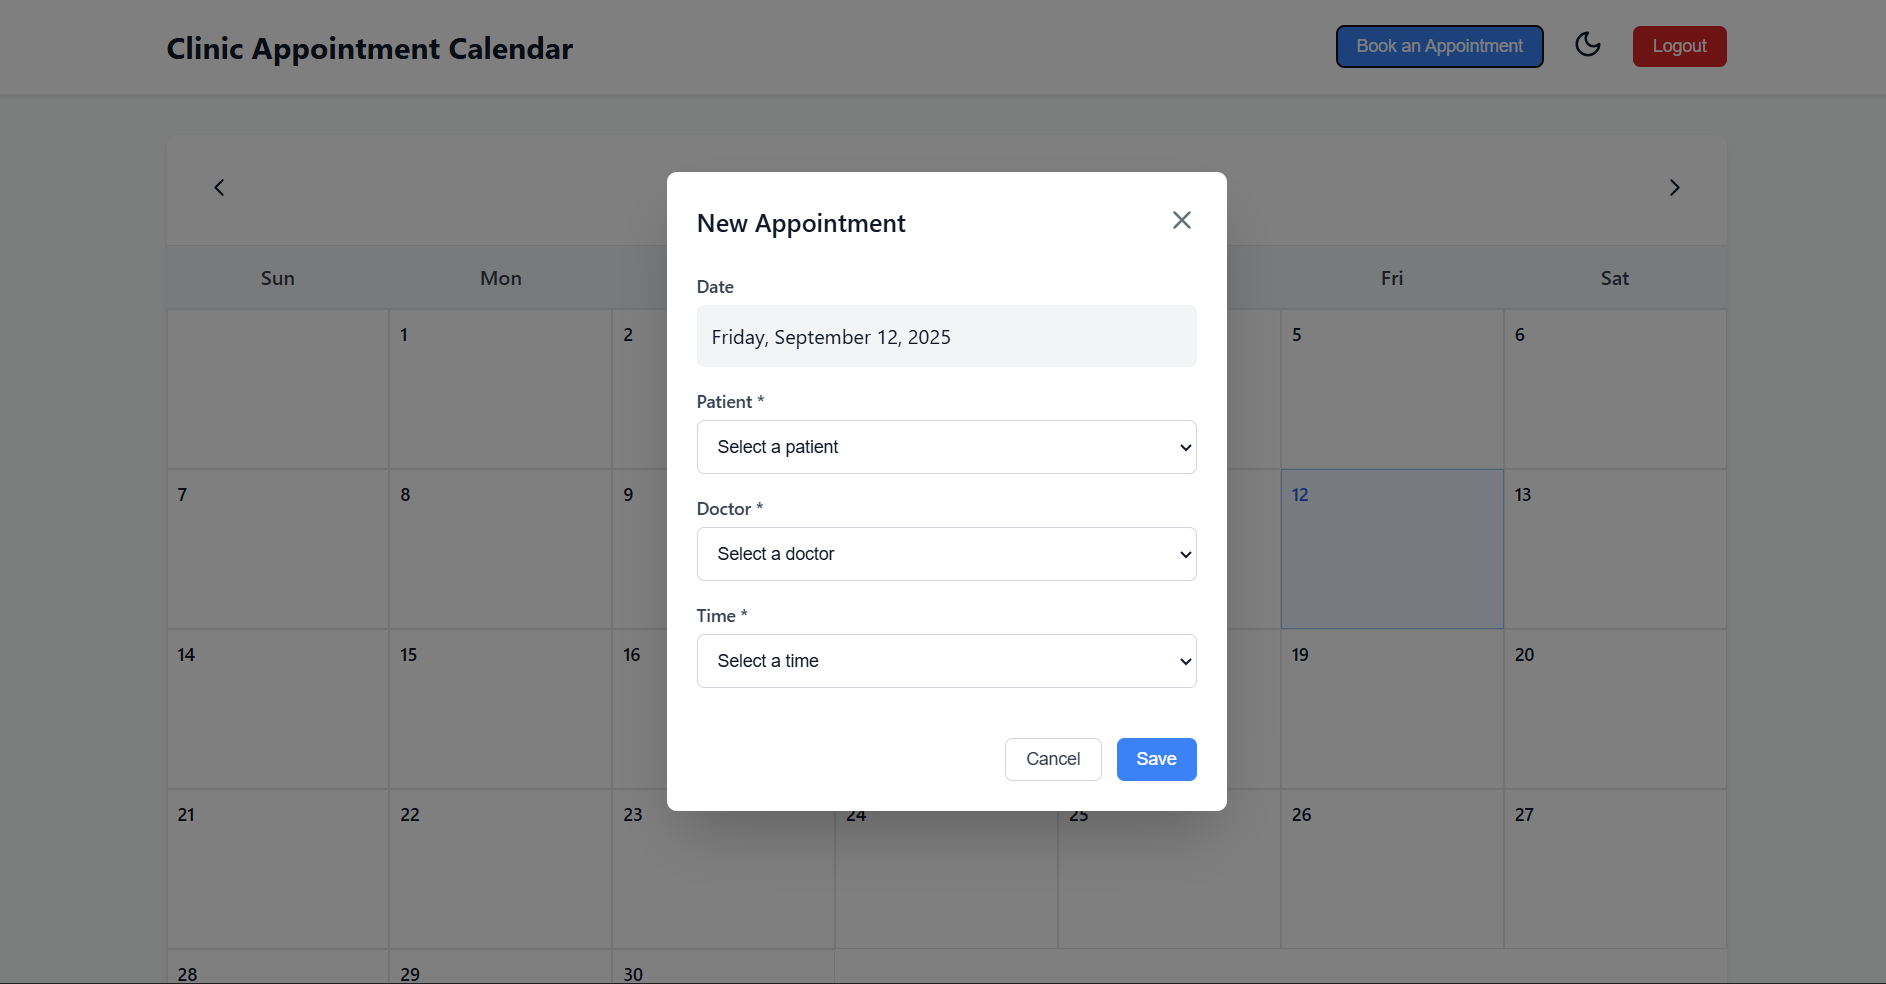 Clinic Appointment Calendar
Book an Appointment
Logout
New Appointment
Date
Friday, September 12, 2025
Patient *
Select a patient
Doctor *
Select a doctor
Time *
Select a time
Cancel
Save
Sun Mon Fri Sat
1 2 5 6
7 8 9 12 13
14 15 16 19 20
21 22 23 24 25 26 27
28 29 30